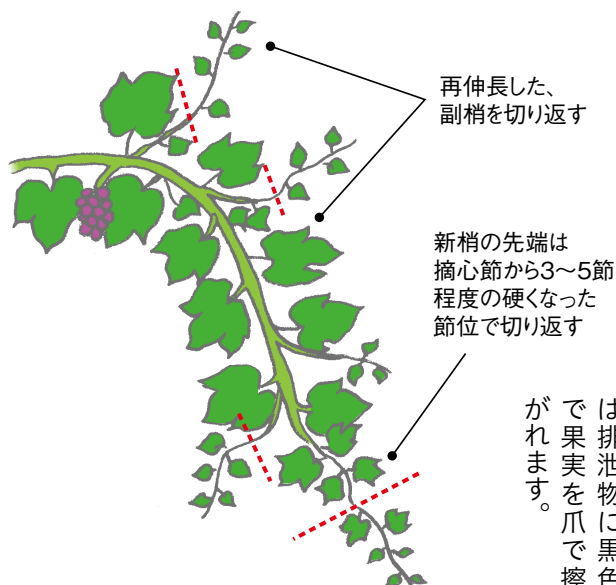 再伸長した、
副梢を切り返す
新梢の先端は
摘心節から3〜5節
程度の硬くなった
節位で切り返す
は排泄物に黒色
で果実を爪で擦
がれます。